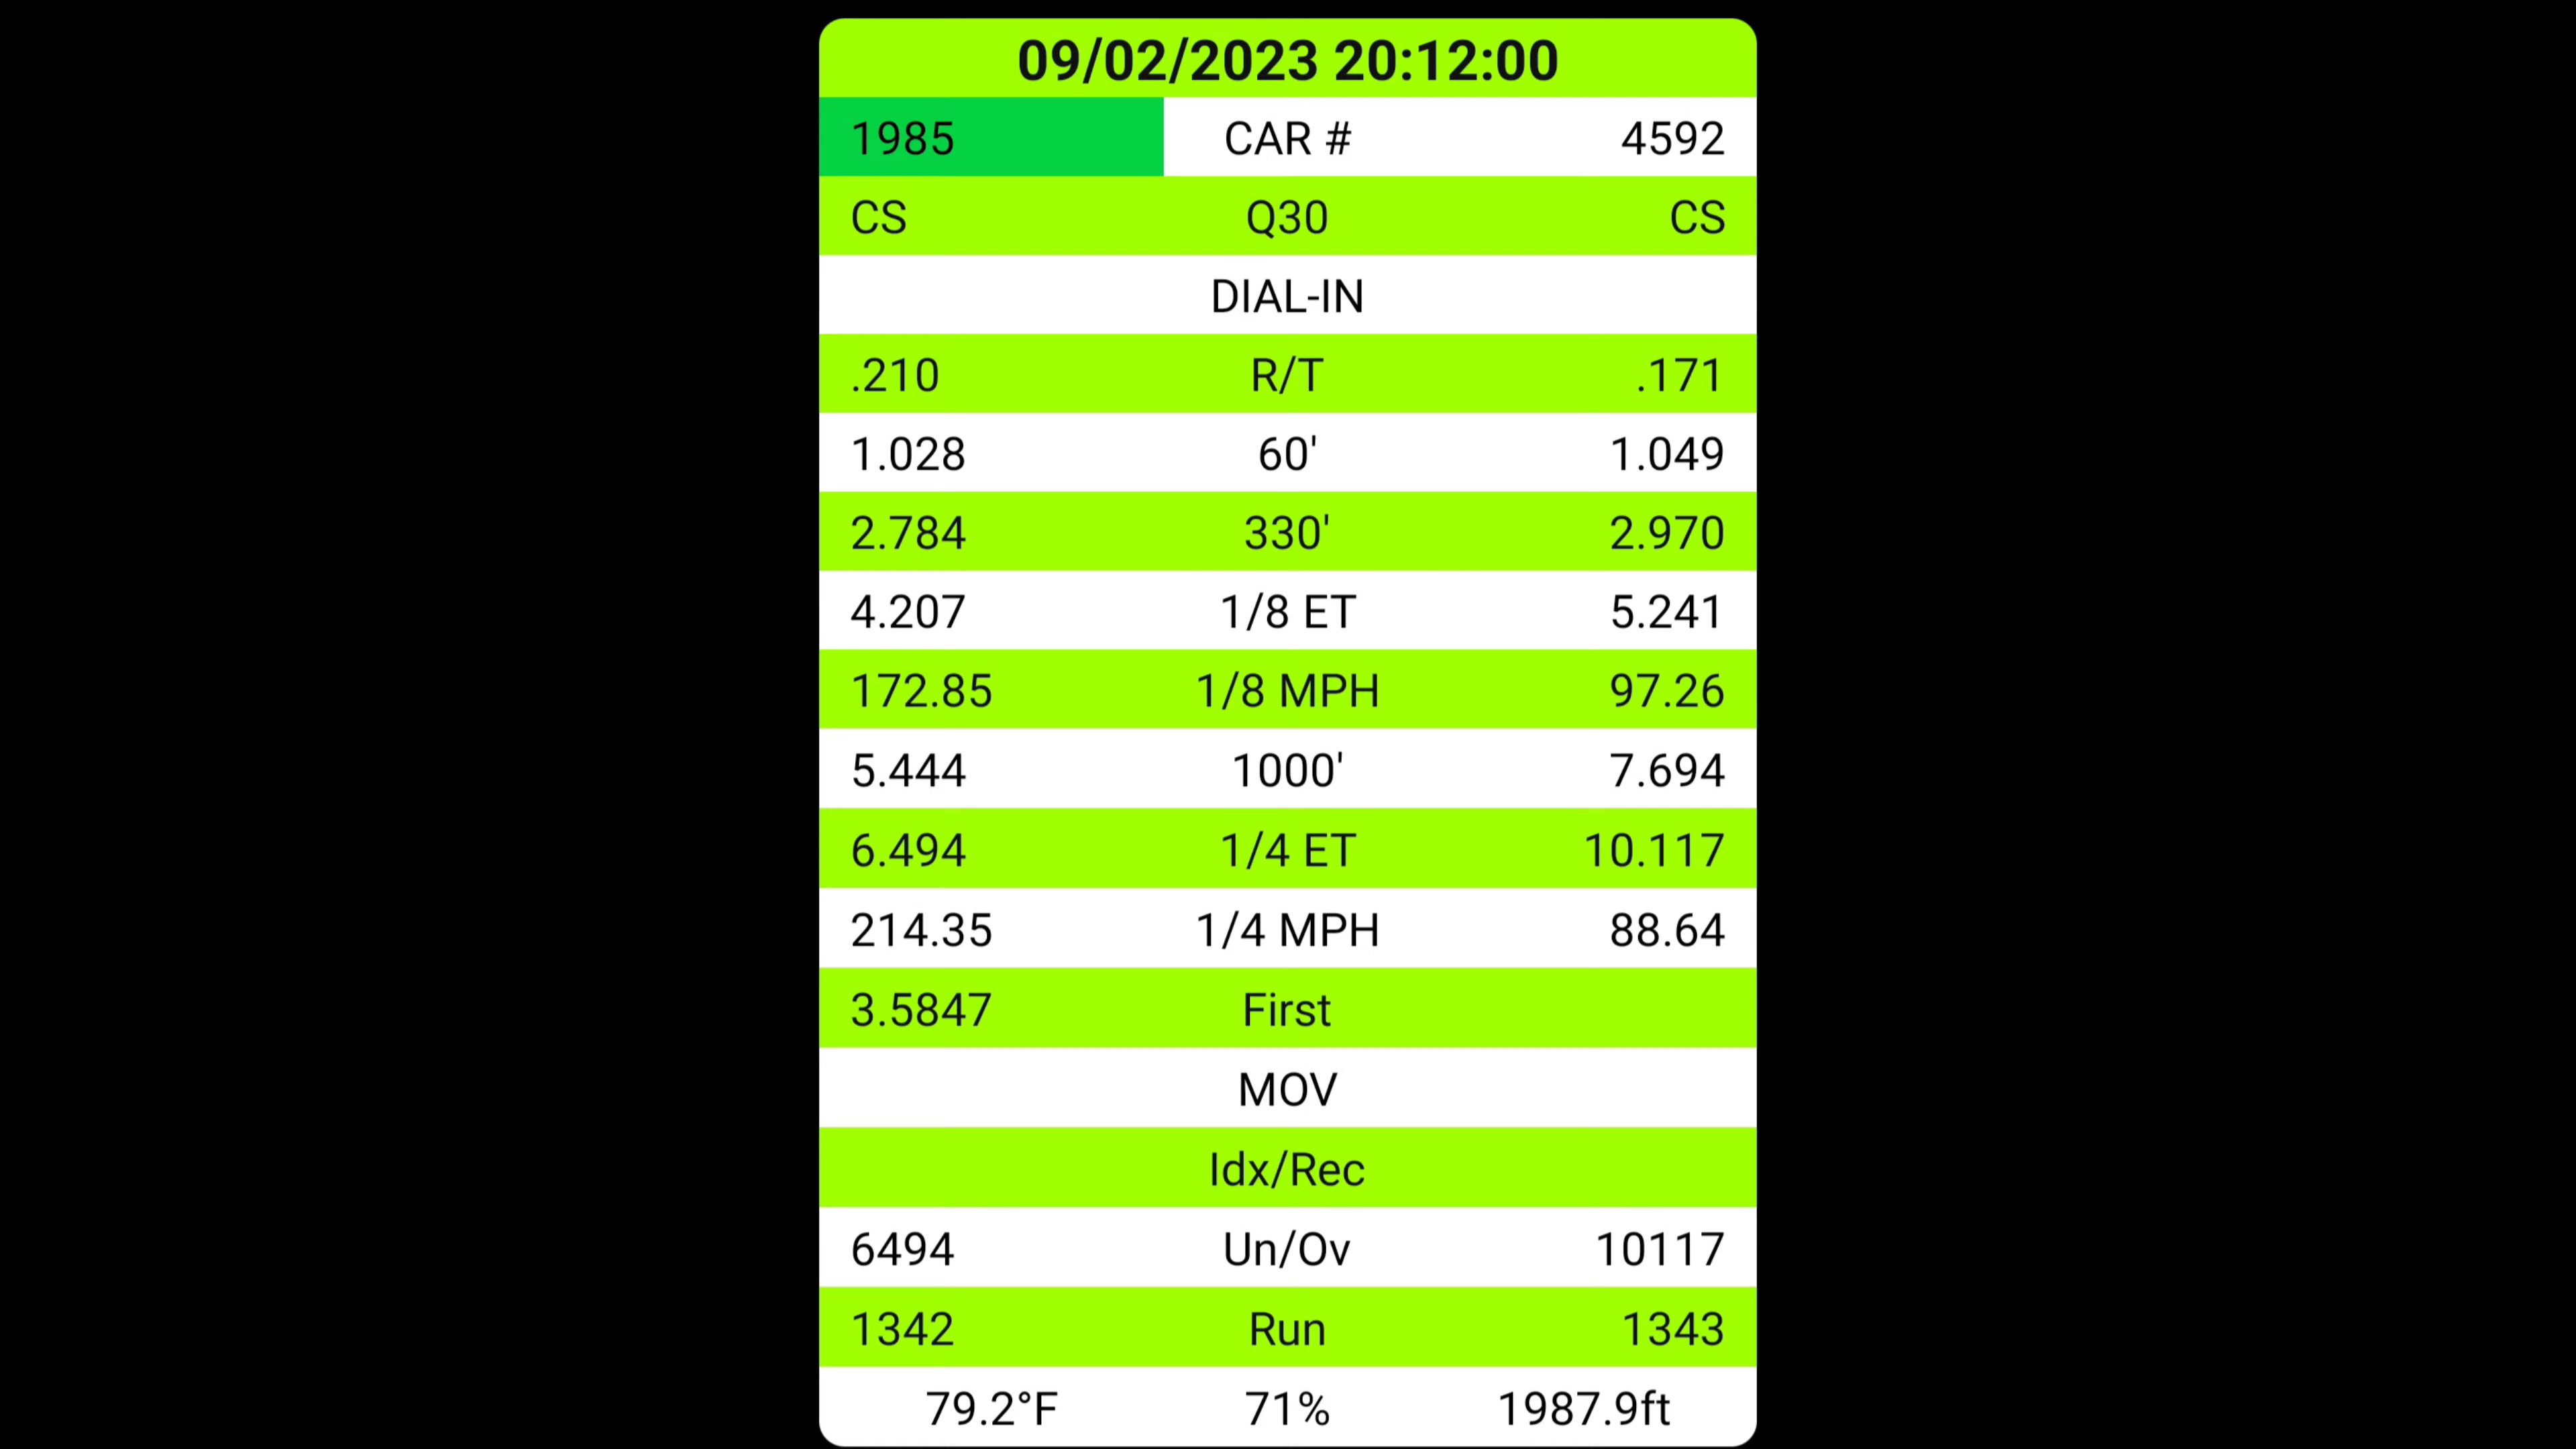 09/02/2023 20:12:00
1985 CAR # 4592
CS Q30 CS
DIAL-IN
.210 R/T .171
1.028 60' 1.049
2.784 330' 2.970
4.207 1/8 ET 5.241
172.85 1/8 MPH 97.26
5.444 1000' 7.694
6.494 1/4 ET 10.117
214.35 1/4 MPH 88.64
3.5847 First
MOV
Idx/Rec
6494 Un/Ov 10117
1342 Run 1343
79.2°F 71% 1987.9ft